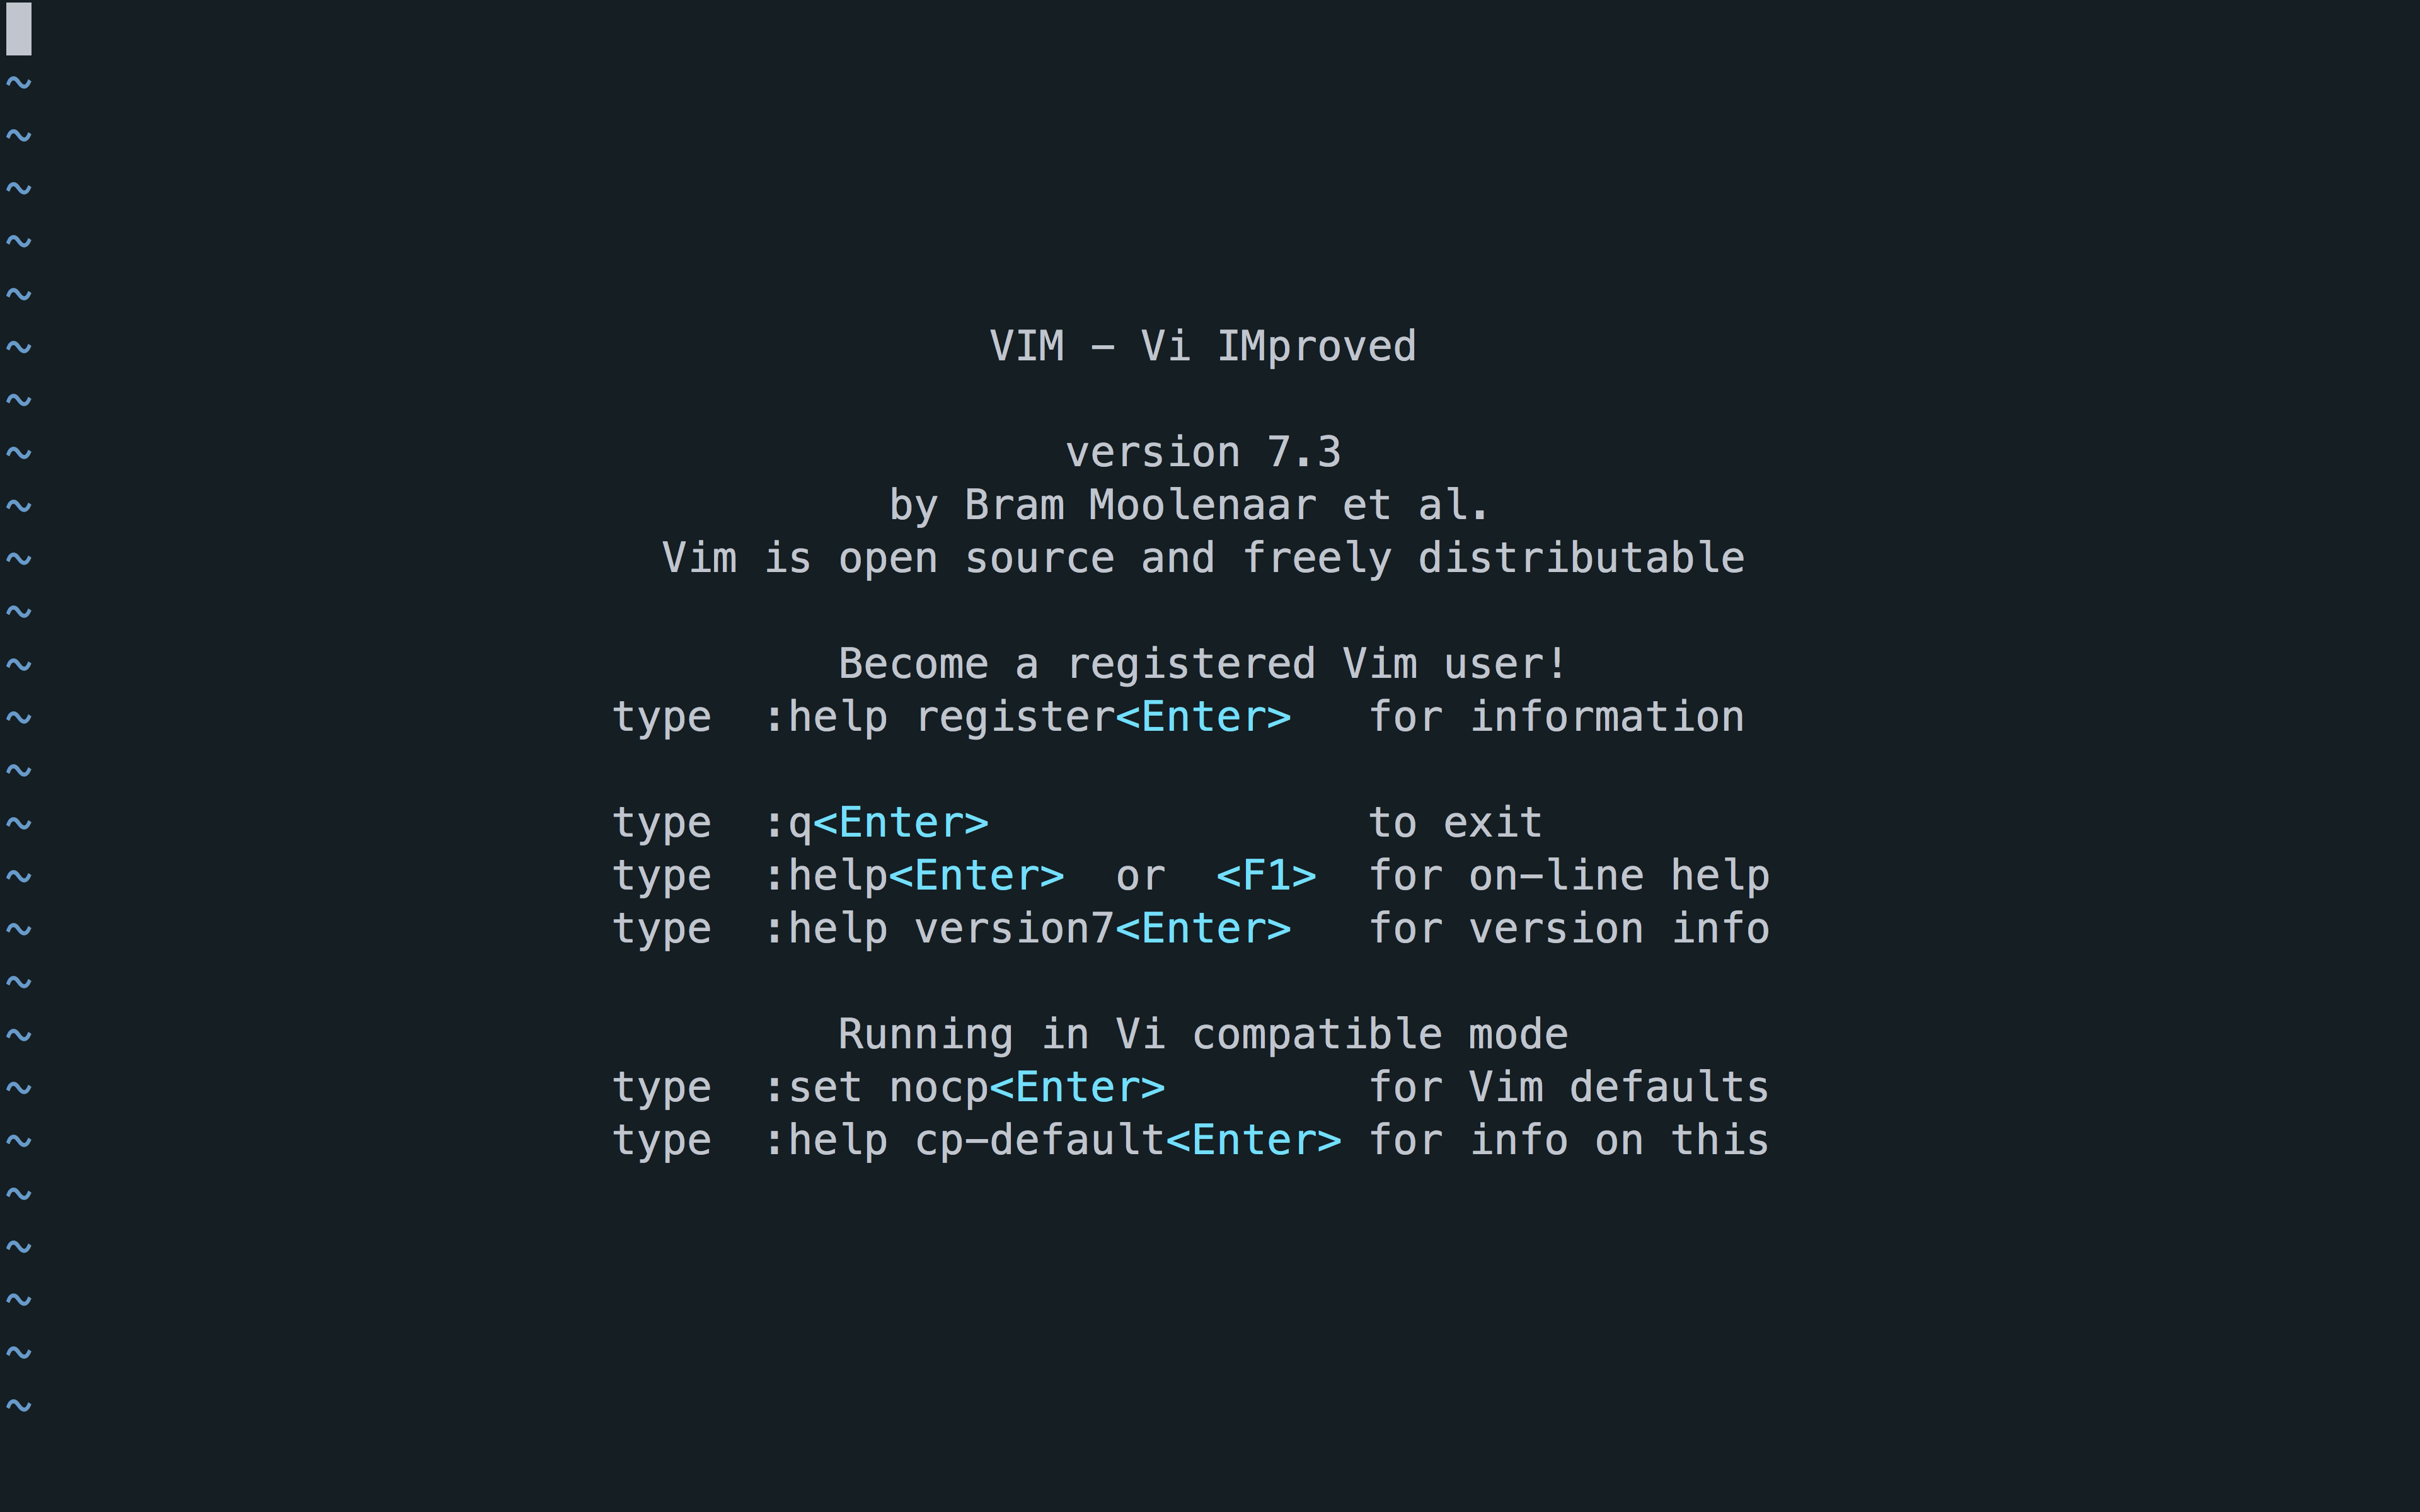 ~
~
~
~
~
~ VIM - Vi IMproved
~
~ version 7.3
~ by Bram Moolenaar et al.
~ Vim is open source and freely distributable
~
~ Become a registered Vim user!
~ type  :help register<Enter>   for information
~
~ type  :q<Enter>               to exit
~ type  :help<Enter>  or  <F1>  for on-line help
~ type  :help version7<Enter>   for version info
~
~ Running in Vi compatible mode
~ type  :set nocp<Enter>        for Vim defaults
~ type  :help cp-default<Enter> for info on this
~
~
~
~
~